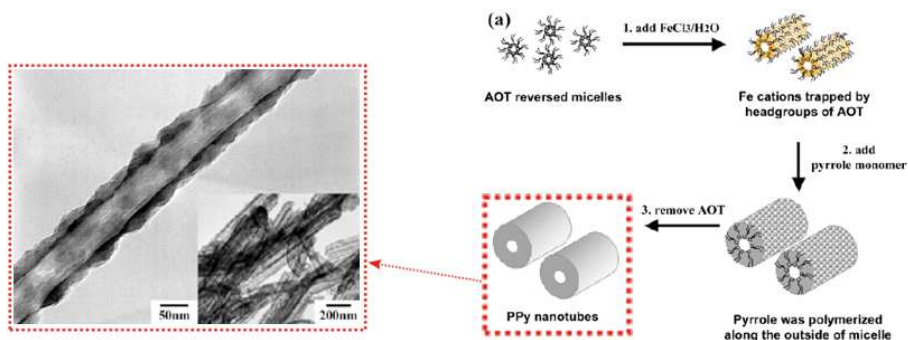 (a)
1. add FeCl3/H2O
AOT reversed micelles
Fe cations trapped by
headgroups of AOT
2. add
pyrrole monomer
3. remove AOT
PPy nanotubes
Pyrrole was polymerized
along the outside of micelle
50nm
200nm